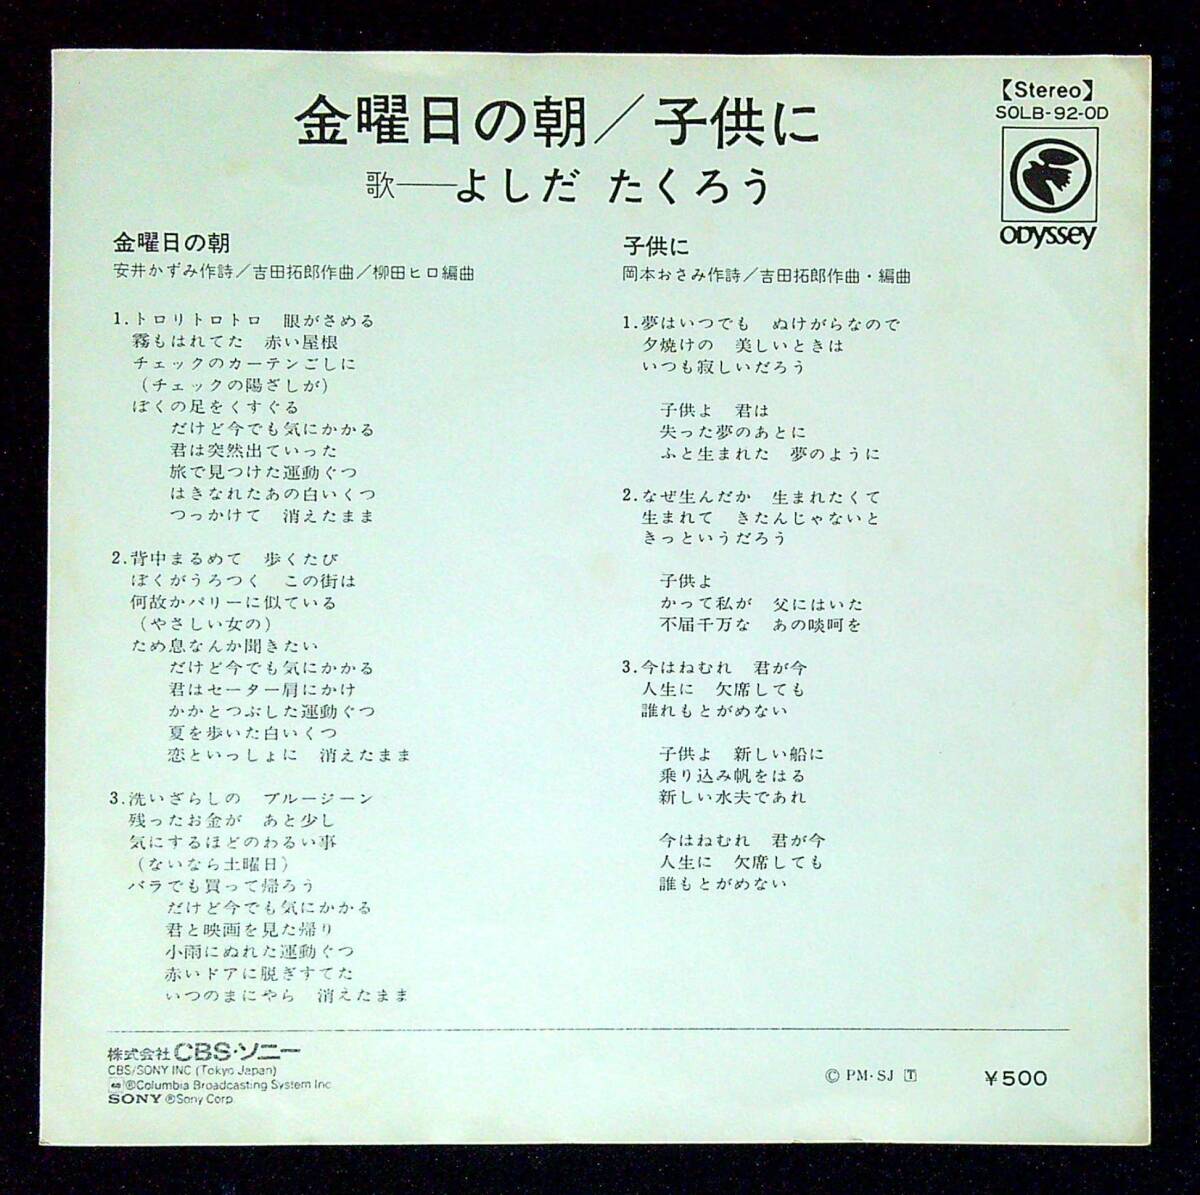 金曜日の朝／子供に
歌──よしだ たくろう
【Stereo】
SOLB-92-OD
ODYSSEY
金曜日の朝
安井かずみ作詩／吉田拓郎作曲／柳田ヒロ編曲
1.トロリトロトロ　眼がさめる
霧もはれてた　赤い屋根
チェックのカーテンごしに
（チェックの陽ざしが）
ぼくの足をくすぐる
だけど今でも気にかかる
君は突然出ていった
旅で見つけた運動ぐつ
はきなれたあの白いくつ
つっかけて　消えたまま
2.背中まるめて　歩くたび
ぼくがうろつく　この街は
何故かパリーに似ている
（やさしい女の）
ため息なんか聞きたい
だけど今でも気にかかる
君はセーター肩にかけ
かかとつぶした運動ぐつ
夏を歩いた白いくつ
恋といっしょに　消えたまま
3.洗いざらしの　ブルージーン
残ったお金が　あと少し
気にするほどのわるい事
（ないなら土曜日）
バラでも買って帰ろう
だけど今でも気にかかる
君と映画を見た帰り
小雨にぬれた運動ぐつ
赤いドアに脱ぎすてた
いつのまにやら　消えたまま
子供に
岡本おさみ作詩／吉田拓郎作曲・編曲
1.夢はいつでも　ぬけがらなので
夕焼けの　美しいときは
いつも寂しいだろう
子供よ　君は
失った夢のあとに
ふと生まれた　夢のように
2.なぜ生んだか　生まれたくて
生まれて　きたんじゃないと
きっというだろう
子供よ
かって私が　父にはいた
不届千万な　あの啖呵を
3.今はねむれ　君が今
人生に　欠席しても
誰れもとがめない
子供よ　新しい船に
乗り込み帆をはる
新しい水夫であれ
今はねむれ　君が今
人生に　欠席しても
誰もとがめない
株式会社 CBS・ソニー
CBS/SONY INC (Tokyo Japan)
®Columbia Broadcasting System Inc
SONY ®Sony Corp.
© PM・SJ T
¥500